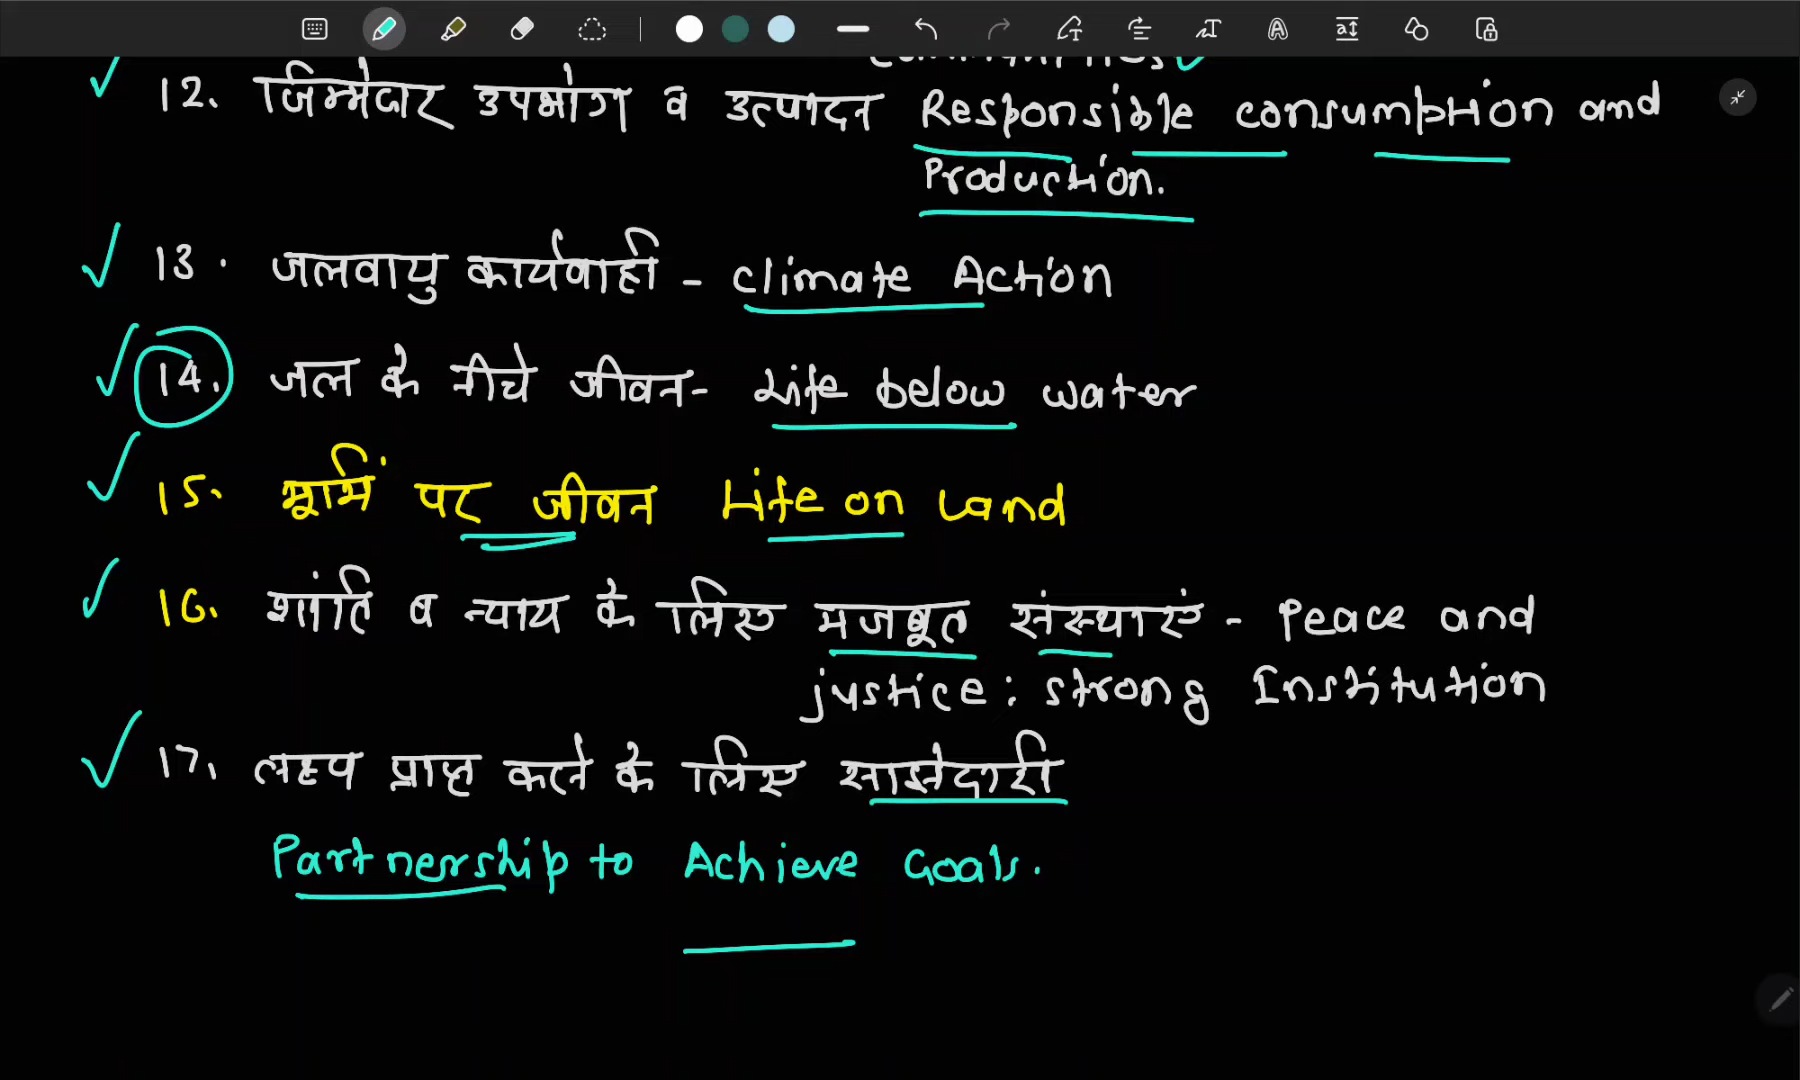 communities
12. जिम्मेदार उपभोग व उत्पादन Responsible consumption and
Production.
13. जलवायु कार्यवाही - climate Action
14. जल के नीचे जीवन- Life below water
15. भूमिं पर जीवन Life on Land
16. शांति व न्याय के लिए मजबूत संस्थाएं - Peace and
justice: strong Institution
17. लक्ष्य प्राप्त करने के लिए साझेदारी
Partnership to Achieve Goals.